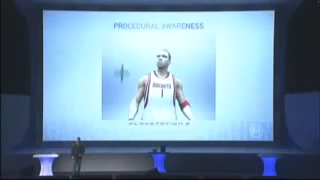 PROCEDURAL AWARENESS
ROCKETS
1
PLAYSTATION 3